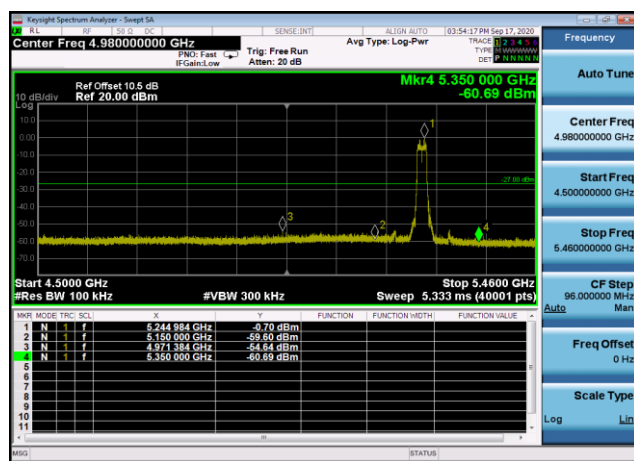 Keysight Spectrum Analyzer - Swept SA
RL RF 50 Ω DC SENSE:INT ALIGN AUTO 03:54:17 PM Sep 17, 2020
Center Freq 4.980000000 GHz
PNO: Fast
IFGain:Low
Trig: Free Run
Atten: 20 dB
Avg Type: Log-Pwr
TRACE 1 2 3 4 5 6
TYPE M WWWWW
DET P N N N N N
Ref Offset 10.5 dB
10 dB/div Ref 20.00 dBm
Log
Mkr4 5.350 000 GHz
-60.69 dBm
10.0
0.00
-10.0
-20.0
-27.00 dBm
-30.0
-40.0
-50.0
-60.0
-70.0
1
2
3
4
Start 4.5000 GHz
Stop 5.4600 GHz
#Res BW 100 kHz #VBW 300 kHz Sweep 5.333 ms (40001 pts)
MKR MODE TRC SCL X Y FUNCTION FUNCTION WIDTH FUNCTION VALUE
1 N 1 f 5.244 984 GHz -0.70 dBm
2 N 1 f 5.150 000 GHz -59.60 dBm
3 N 1 f 4.971 384 GHz -54.64 dBm
4 N 1 f 5.350 000 GHz -60.69 dBm
5
6
7
8
9
10
11
MSG STATUS
Frequency
Auto Tune
Center Freq
4.980000000 GHz
Start Freq
4.500000000 GHz
Stop Freq
5.460000000 GHz
CF Step
96.000000 MHz
Auto Man
Freq Offset
0 Hz
Scale Type
Log Lin